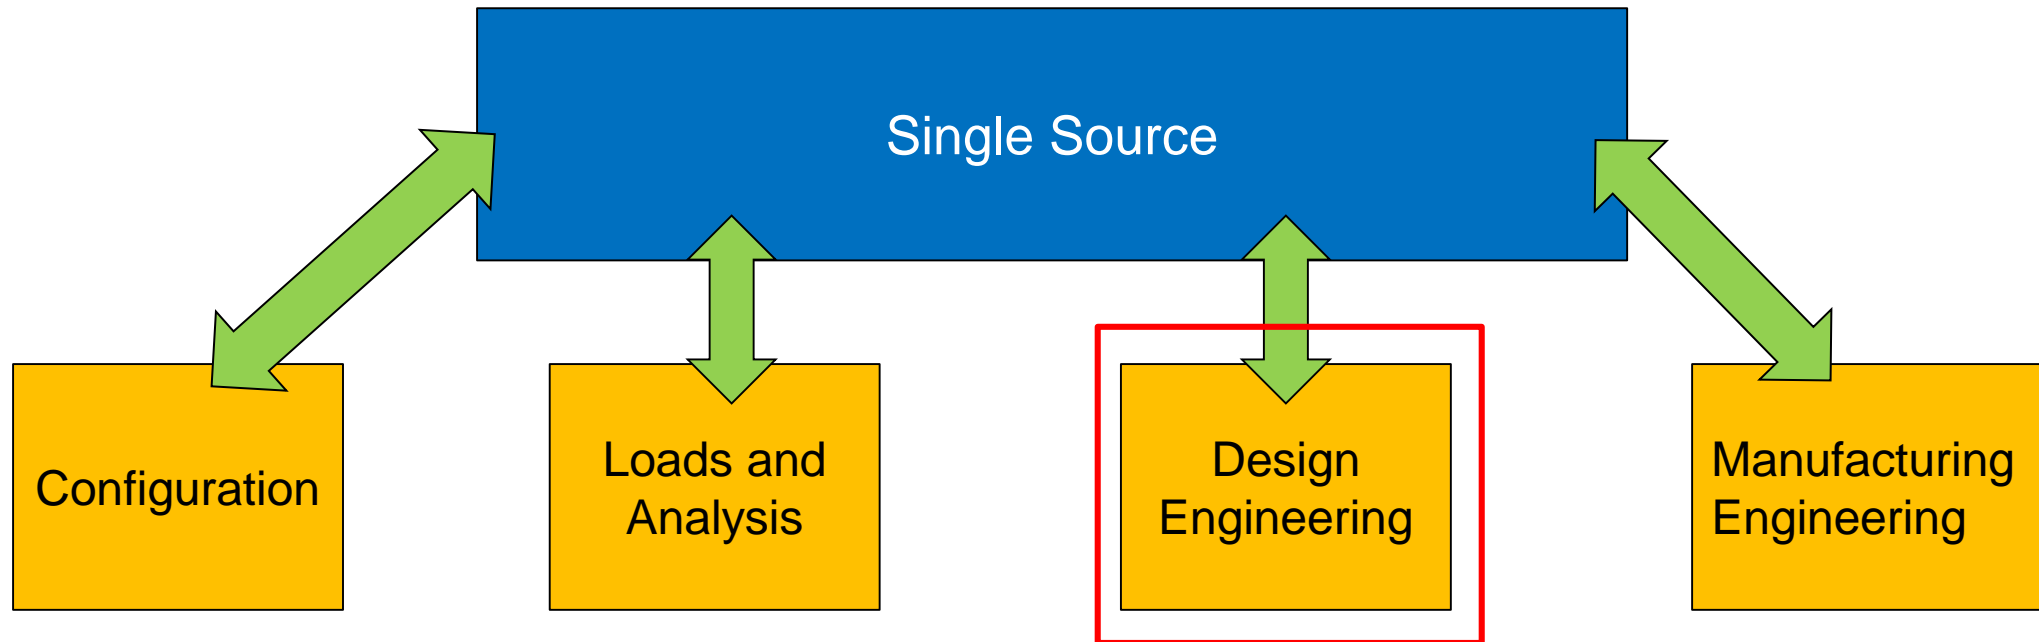 Single Source
Configuration
Loads and
Analysis
Design
Engineering
Manufacturing
Engineering